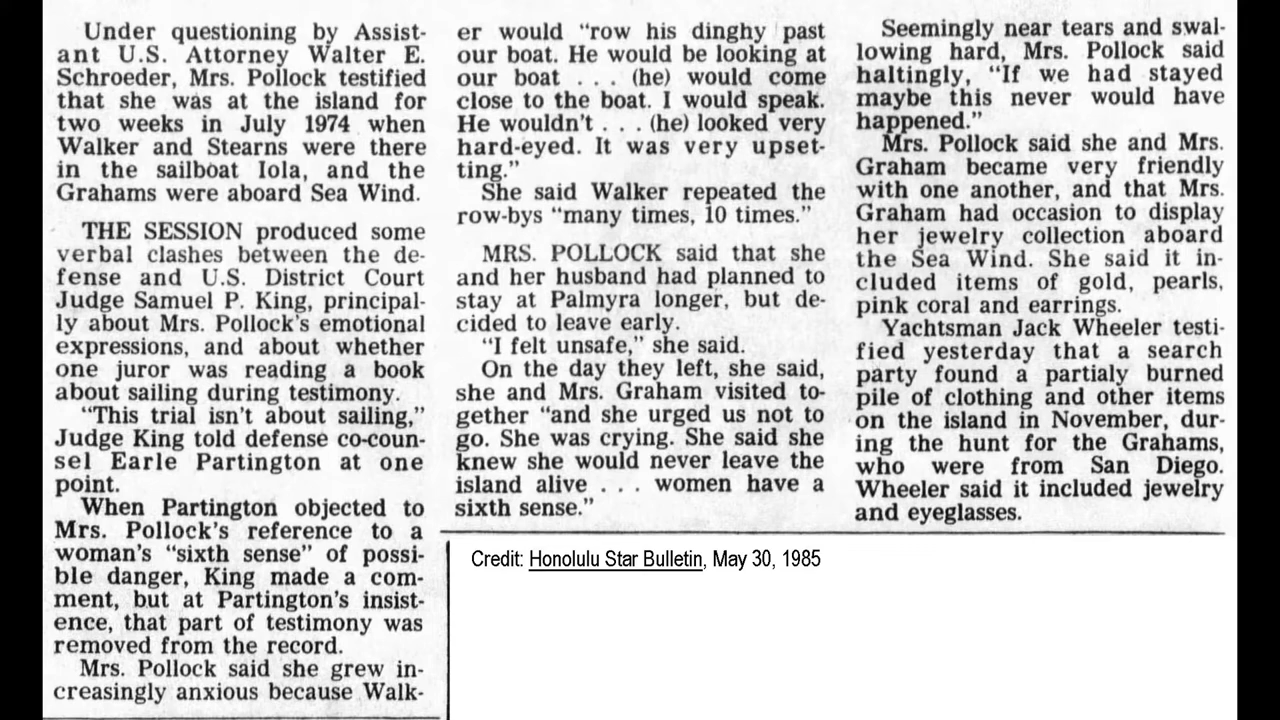 Under questioning by Assist-
ant U.S. Attorney Walter E.
Schroeder, Mrs. Pollock testified
that she was at the island for
two weeks in July 1974 when
Walker and Stearns were there
in the sailboat Iola, and the
Grahams were aboard Sea Wind.
THE SESSION produced some
verbal clashes between the de-
fense and U.S. District Court
Judge Samuel P. King, principal-
ly about Mrs. Pollock's emotional
expressions, and about whether
one juror was reading a book
about sailing during testimony.
"This trial isn't about sailing,"
Judge King told defense co-coun-
sel Earle Partington at one
point.
When Partington objected to
Mrs. Pollock's reference to a
woman's "sixth sense" of possi-
ble danger, King made a com-
ment, but at Partington's insist-
ence, that part of testimony was
removed from the record.
Mrs. Pollock said she grew in-
creasingly anxious because Walk-
er would "row his dinghy past
our boat. He would be looking at
our boat . . . (he) would come
close to the boat. I would speak.
He wouldn't . . . (he) looked very
hard-eyed. It was very upset-
ting."
She said Walker repeated the
row-bys "many times, 10 times."
MRS. POLLOCK said that she
and her husband had planned to
stay at Palmyra longer, but de-
cided to leave early.
"I felt unsafe," she said.
On the day they left, she said,
she and Mrs. Graham visited to-
gether "and she urged us not to
go. She was crying. She said she
knew she would never leave the
island alive . . . women have a
sixth sense."
Seemingly near tears and swal-
lowing hard, Mrs. Pollock said
haltingly, "If we had stayed
maybe this never would have
happened."
Mrs. Pollock said she and Mrs.
Graham became very friendly
with one another, and that Mrs.
Graham had occasion to display
her jewelry collection aboard
the Sea Wind. She said it in-
cluded items of gold, pearls,
pink coral and earrings.
Yachtsman Jack Wheeler testi-
fied yesterday that a search
party found a partialy burned
pile of clothing and other items
on the island in November, dur-
ing the hunt for the Grahams,
who were from San Diego.
Wheeler said it included jewelry
and eyeglasses.
Credit: Honolulu Star Bulletin, May 30, 1985